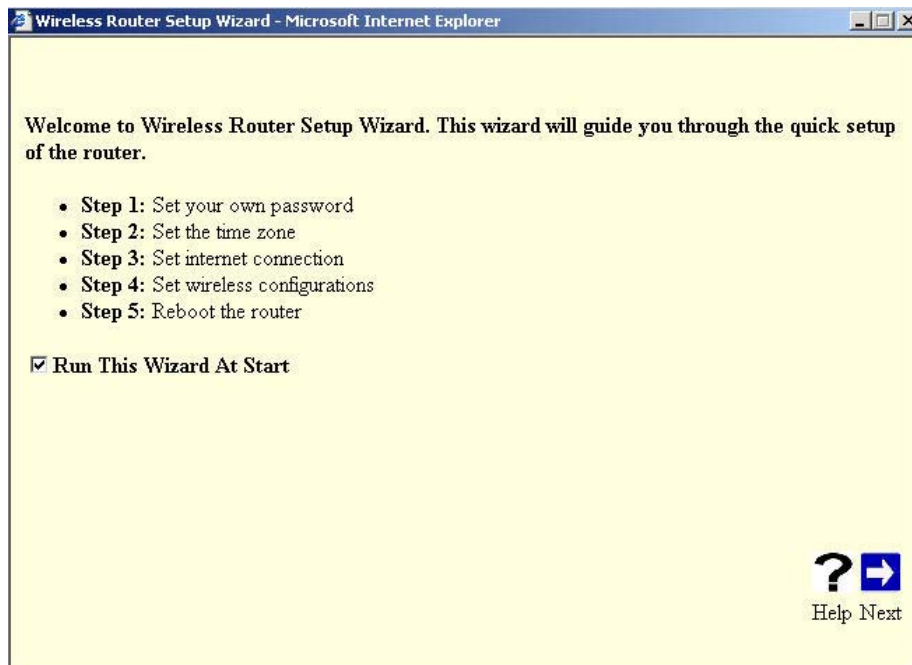 Wireless Router Setup Wizard - Microsoft Internet Explorer
Welcome to Wireless Router Setup Wizard. This wizard will guide you through the quick setup
of the router.
Step 1: Set your own password
Step 2: Set the time zone
Step 3: Set internet connection
Step 4: Set wireless configurations
Step 5: Reboot the router
Run This Wizard At Start
Help Next